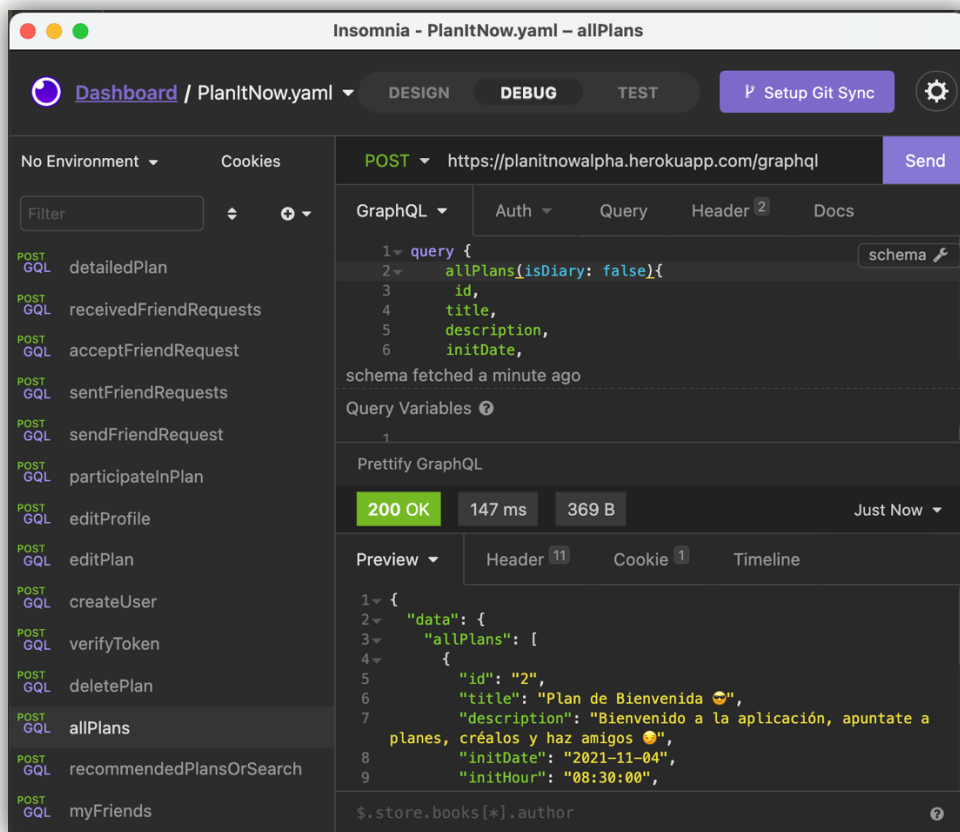 Insomnia - PlanItNow.yaml – allPlans
Dashboard / PlanItNow.yaml
DESIGN
DEBUG
TEST
Setup Git Sync
No Environment
Cookies
POST
https://planitnowalpha.herokuapp.com/graphql
Send
Filter
GraphQL
Auth
Query
Header 2
Docs
POST GQL detailedPlan
POST GQL receivedFriendRequests
POST GQL acceptFriendRequest
POST GQL sentFriendRequests
POST GQL sendFriendRequest
POST GQL participateInPlan
POST GQL editProfile
POST GQL editPlan
POST GQL createUser
POST GQL verifyToken
POST GQL deletePlan
POST GQL allPlans
POST GQL recommendedPlansOrSearch
POST GQL myFriends
schema
1 query {
2 allPlans(isDiary: false){
3 id,
4 title,
5 description,
6 initDate,
schema fetched a minute ago
Query Variables
1
Prettify GraphQL
200 OK
147 ms
369 B
Just Now
Preview
Header 11
Cookie 1
Timeline
1 {
2 "data": {
3 "allPlans": [
4 {
5 "id": "2",
6 "title": "Plan de Bienvenida 😎",
7 "description": "Bienvenido a la aplicación, apuntate a
planes, créalos y haz amigos 😏",
8 "initDate": "2021-11-04",
9 "initHour": "08:30:00",
$.store.books[*].author